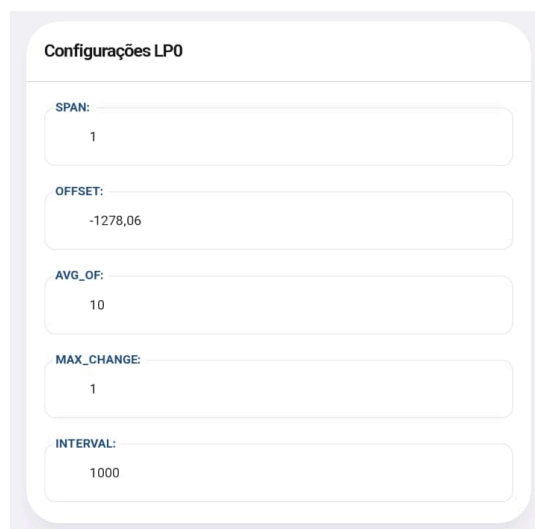 Configurações LP0
SPAN:
1
OFFSET:
-1278,06
AVG_OF:
10
MAX_CHANGE:
1
INTERVAL:
1000